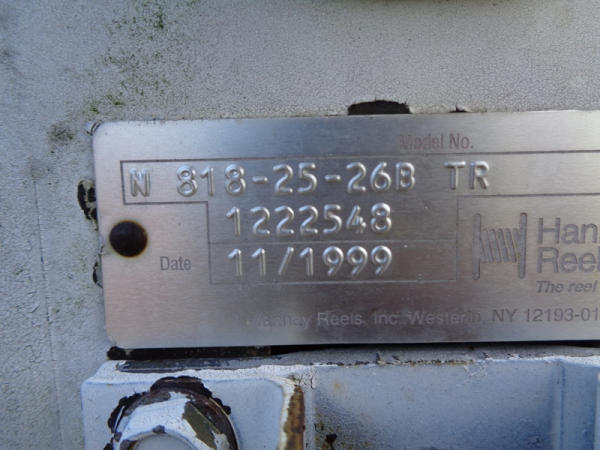 Model No.
N 818-25-26B TR
1222548
Date 11/1999
Han
Reel
The reel
Hannay Reels, Inc. Westerlo, NY 12193-01